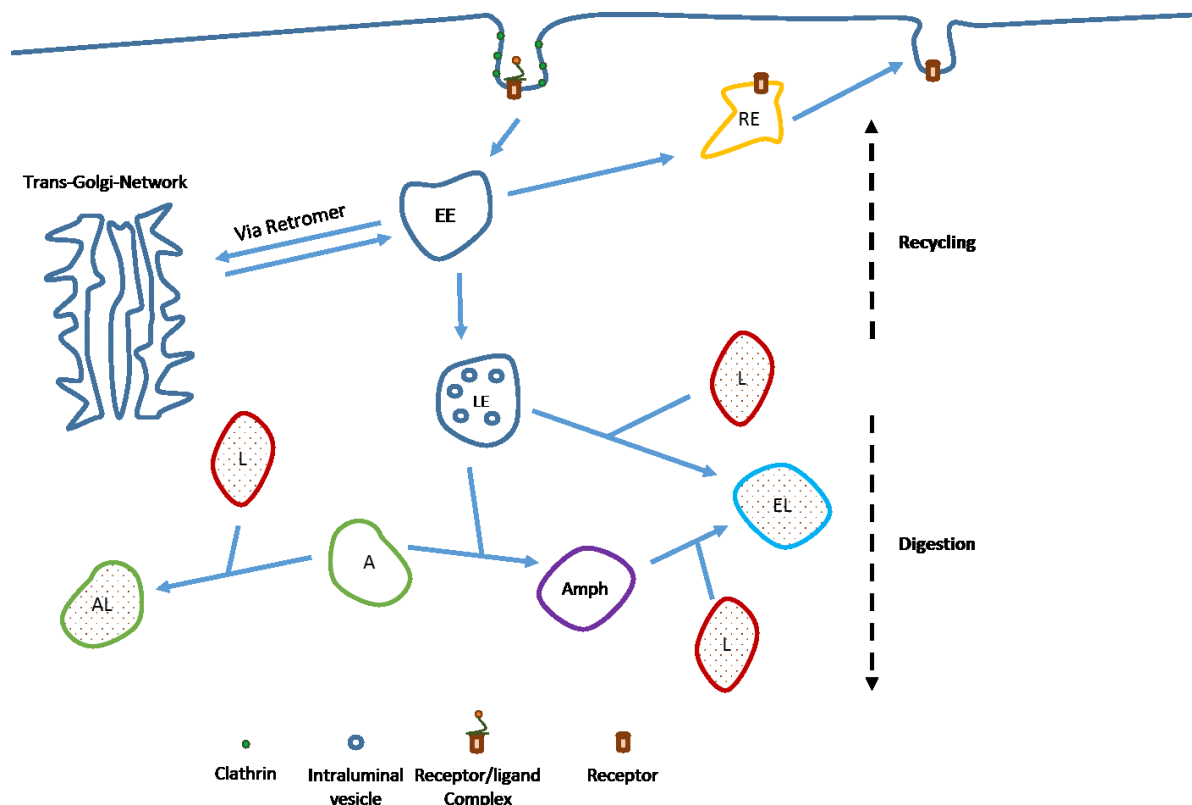 RE
Trans-Golgi-Network
EE
Via Retromer
Recycling
L
LE
L
EL
Digestion
A
AL
Amph
L
Clathrin
Intraluminal
vesicle
Receptor/ligand
Complex
Receptor